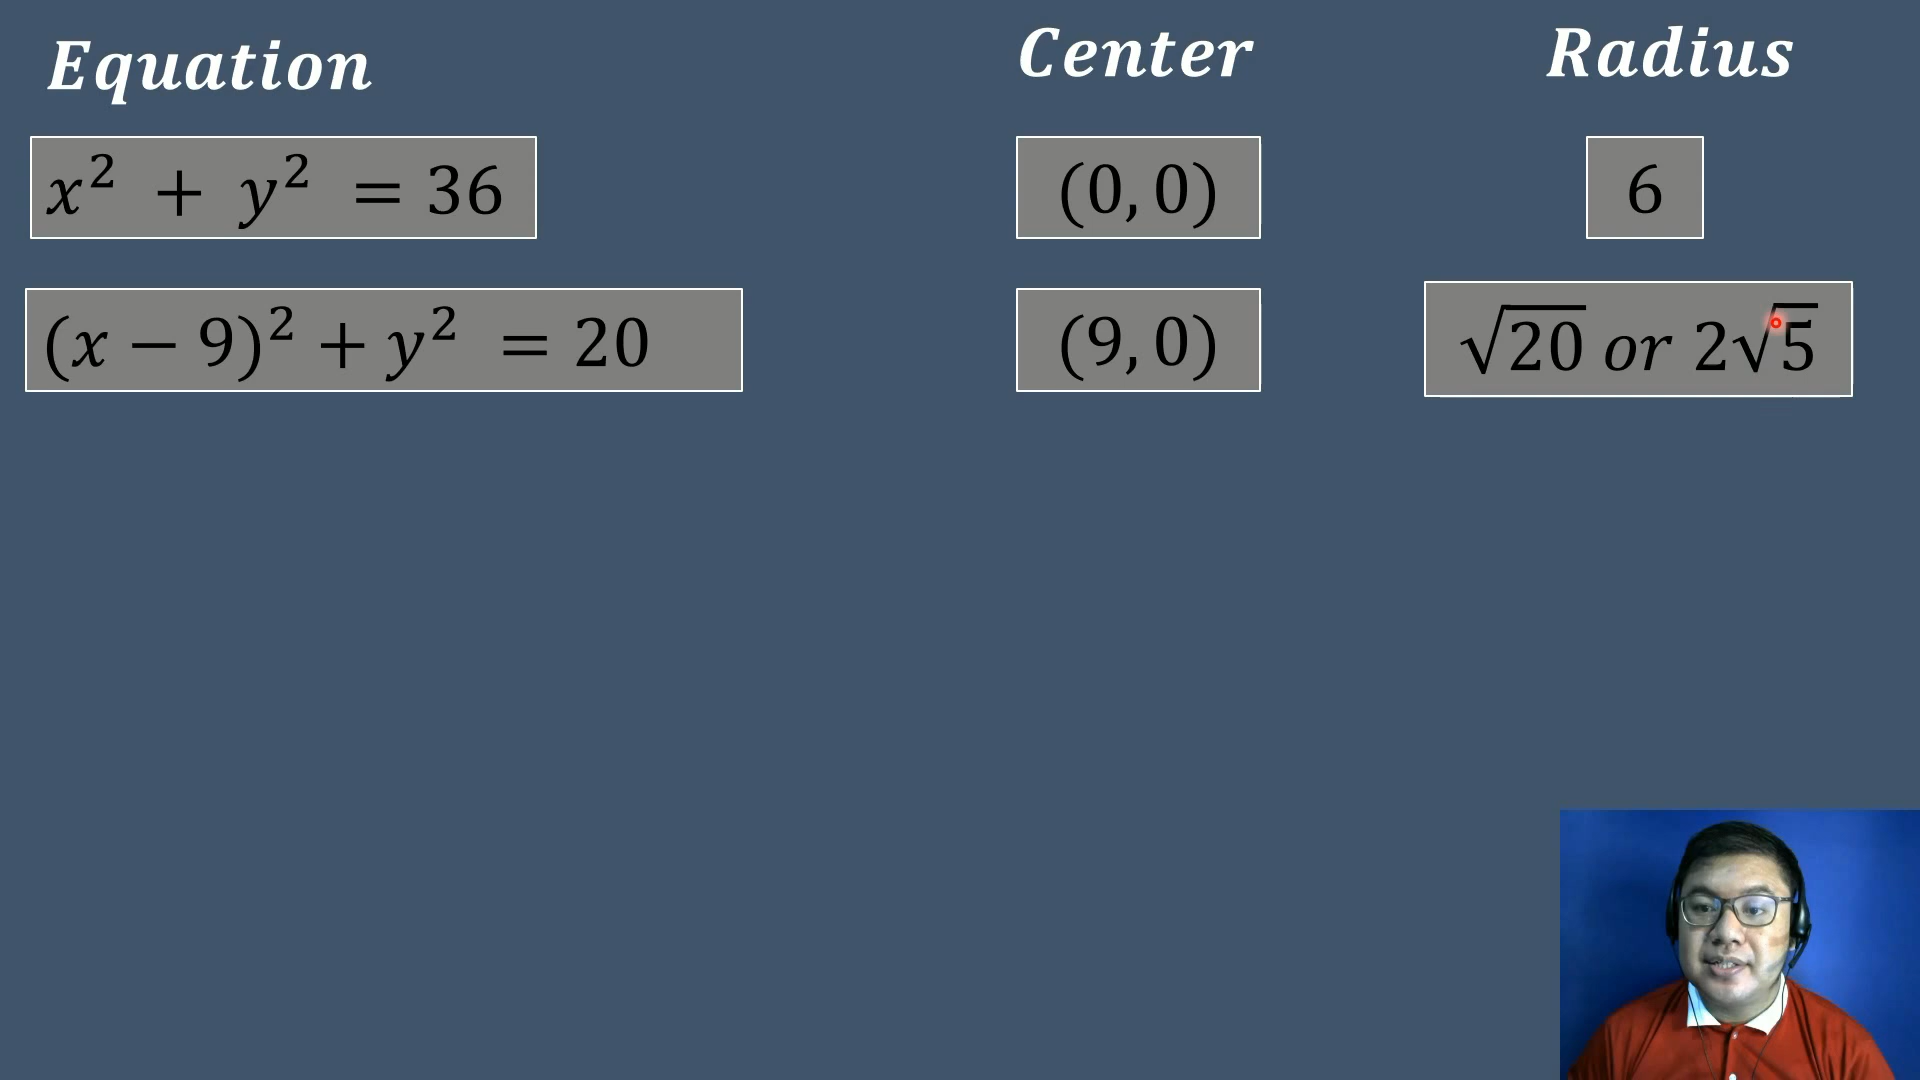 Equation Center Radius
x² + y² = 36 (0, 0) 6
(x − 9)² + y² = 20 (9, 0) √20 or 2√5